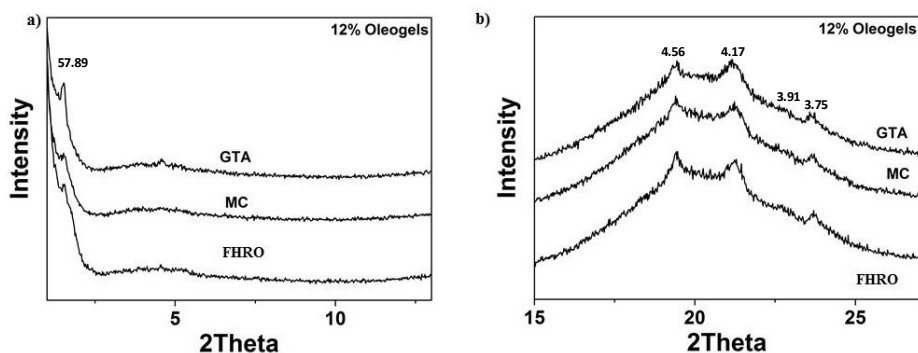 a)
12% Oleogels
57.89
GTA
MC
FHRO
Intensity
5
10
2Theta
b)
12% Oleogels
4.56
4.17
3.91
3.75
GTA
MC
FHRO
Intensity
15
20
25
2Theta